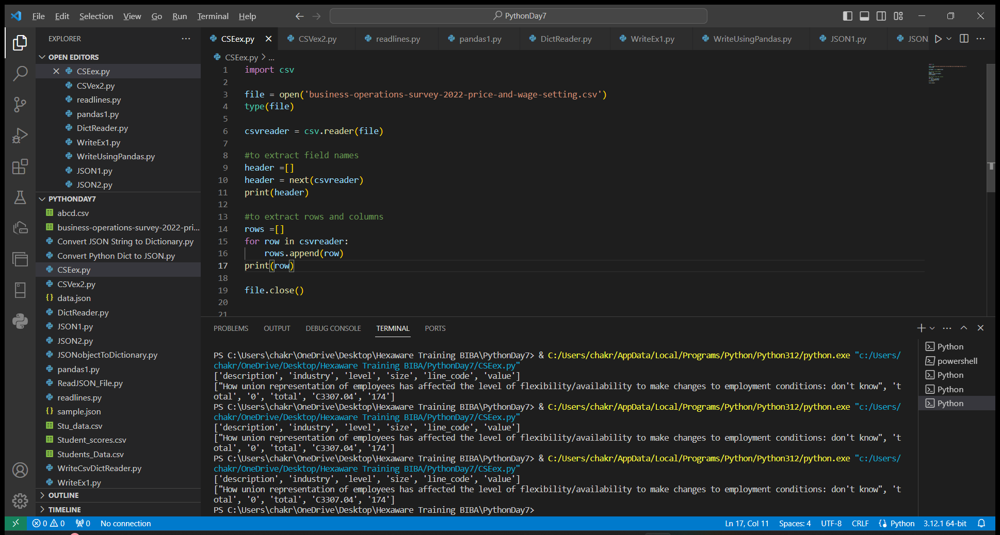 File Edit Selection View Go Run Terminal Help
PythonDay7
EXPLORER
OPEN EDITORS
CSEex.py
CSVex2.py
readlines.py
pandas1.py
DictReader.py
WriteEx1.py
WriteUsingPandas.py
JSON1.py
JSON2.py
PYTHONDAY7
abcd.csv
business-operations-survey-2022-pri...
Convert JSON String to Dictionary.py
Convert Python Dict to JSON.py
CSEex.py
CSVex2.py
data.json
DictReader.py
JSON1.py
JSON2.py
JSONobjectToDictionary.py
pandas1.py
ReadJSON_File.py
readlines.py
sample.json
Stu_data.csv
Student_scores.csv
Students_Data.csv
WriteCsvDictReader.py
WriteEx1.py
OUTLINE
TIMELINE
CSEex.py CSVex2.py readlines.py pandas1.py DictReader.py WriteEx1.py WriteUsingPandas.py JSON1.py JSON
CSEex.py > ...
1 import csv
2
3 file = open('business-operations-survey-2022-price-and-wage-setting.csv')
4 type(file)
5
6 csvreader = csv.reader(file)
7
8 #to extract field names
9 header =[]
10 header = next(csvreader)
11 print(header)
12
13 #to extract rows and columns
14 rows =[]
15 for row in csvreader:
16 rows.append(row)
17 print(row)
18
19 file.close()
20
21
PROBLEMS OUTPUT DEBUG CONSOLE TERMINAL PORTS
PS C:\Users\chakr\OneDrive\Desktop\Hexaware Training BIBA\PythonDay7> & C:/Users/chakr/AppData/Local/Programs/Python/Python312/python.exe "c:/Users/
chakr/OneDrive/Desktop/Hexaware Training BIBA/PythonDay7/CSEex.py"
['description', 'industry', 'level', 'size', 'line_code', 'value']
["How union representation of employees has affected the level of flexibility/availability to make changes to employment conditions: don't know", 't
otal', '0', 'total', 'C3307.04', '174']
PS C:\Users\chakr\OneDrive\Desktop\Hexaware Training BIBA\PythonDay7> & C:/Users/chakr/AppData/Local/Programs/Python/Python312/python.exe "c:/Users/
chakr/OneDrive/Desktop/Hexaware Training BIBA/PythonDay7/CSEex.py"
['description', 'industry', 'level', 'size', 'line_code', 'value']
["How union representation of employees has affected the level of flexibility/availability to make changes to employment conditions: don't know", 't
otal', '0', 'total', 'C3307.04', '174']
PS C:\Users\chakr\OneDrive\Desktop\Hexaware Training BIBA\PythonDay7> & C:/Users/chakr/AppData/Local/Programs/Python/Python312/python.exe "c:/Users/
chakr/OneDrive/Desktop/Hexaware Training BIBA/PythonDay7/CSEex.py"
['description', 'industry', 'level', 'size', 'line_code', 'value']
["How union representation of employees has affected the level of flexibility/availability to make changes to employment conditions: don't know", 't
otal', '0', 'total', 'C3307.04', '174']
PS C:\Users\chakr\OneDrive\Desktop\Hexaware Training BIBA\PythonDay7>
Python
powershell
Python
Python
Python
0 0 0 No connection Ln 17, Col 11 Spaces: 4 UTF-8 CRLF Python 3.12.1 64-bit